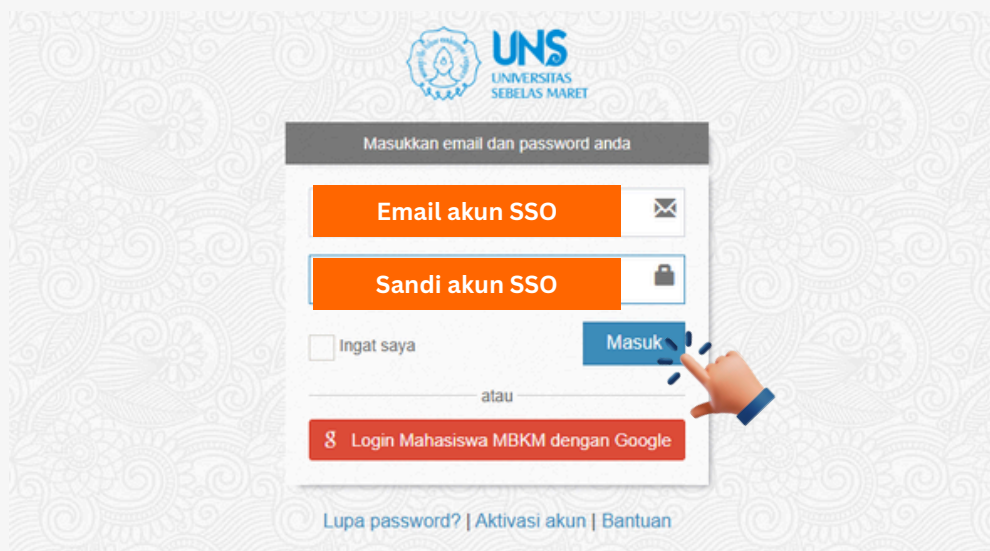 UNS
UNIVERSITAS
SEBELAS MARET
Masukkan email dan password anda
Email akun SSO
Sandi akun SSO
Ingat saya
Masuk
atau
8 Login Mahasiswa MBKM dengan Google
Lupa password? | Aktivasi akun | Bantuan